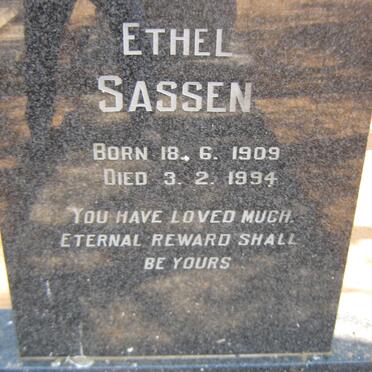 ETHEL
SASSEN
BORN 18. 6. 1909
DIED 3. 2. 1994
YOU HAVE LOVED MUCH.
ETERNAL REWARD SHALL
BE YOURS